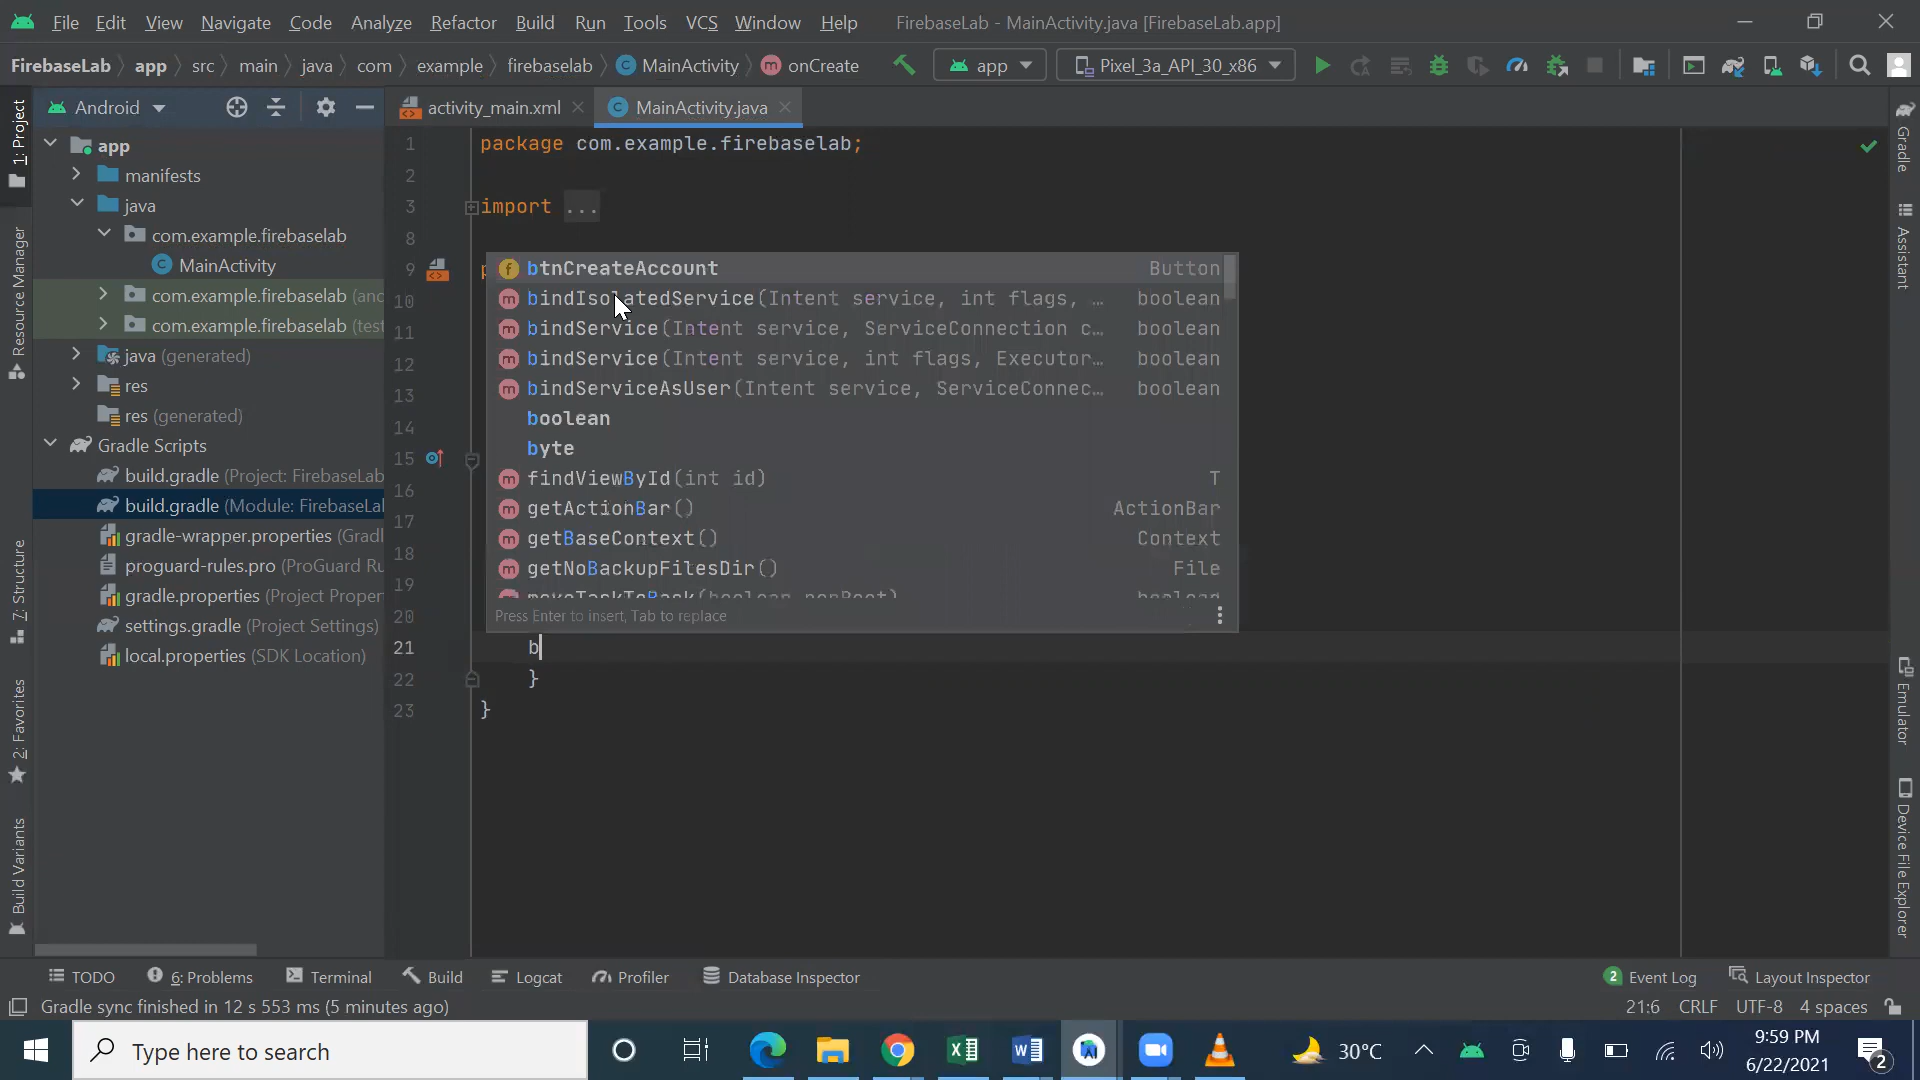 File Edit View Navigate Code Analyze Refactor Build Run Tools VCS Window Help FirebaseLab - MainActivity.java [FirebaseLab.app]
FirebaseLab app src main java com example firebaselab MainActivity onCreate app Pixel_3a_API_30_x86
Android
activity_main.xml MainActivity.java
1: Project
Resource Manager
7: Structure
2: Favorites
Build Variants
app
manifests
java
com.example.firebaselab
MainActivity
com.example.firebaselab (and
com.example.firebaselab (test
java (generated)
res
res (generated)
Gradle Scripts
build.gradle (Project: FirebaseLab
build.gradle (Module: FirebaseLab
gradle-wrapper.properties (Gradl
proguard-rules.pro (ProGuard Ru
gradle.properties (Project Proper
settings.gradle (Project Settings)
local.properties (SDK Location)
1 package com.example.firebaselab;
2
3 import ...
8
9 p
10
11
12
13
14
15
16
17
18
19
20
21 b
22 }
23 }
btnCreateAccount Button
bindIsolatedService(Intent service, int flags, … boolean
bindService(Intent service, ServiceConnection c… boolean
bindService(Intent service, int flags, Executor… boolean
bindServiceAsUser(Intent service, ServiceConnec… boolean
boolean
byte
findViewById(int id) T
getActionBar() ActionBar
getBaseContext() Context
getNoBackupFilesDir() File
moveTaskToBack(boolean nonRoot) boolean
Press Enter to insert, Tab to replace
Gradle
Assistant
Emulator
Device File Explorer
TODO 6: Problems Terminal Build Logcat Profiler Database Inspector 2 Event Log Layout Inspector
Gradle sync finished in 12 s 553 ms (5 minutes ago) 21:6 CRLF UTF-8 4 spaces
Type here to search 30°C 9:59 PM
6/22/2021 2